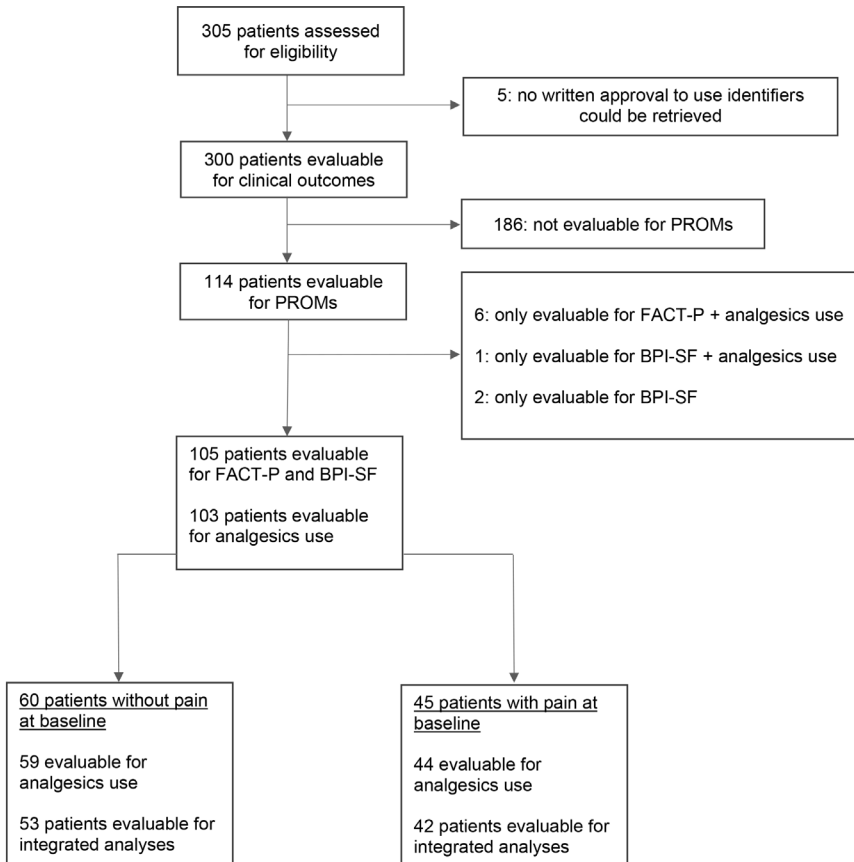 305 patients assessed
for eligibility
5: no written approval to use identifiers
could be retrieved
300 patients evaluable
for clinical outcomes
186: not evaluable for PROMs
114 patients evaluable
for PROMs
6: only evaluable for FACT-P + analgesics use
1: only evaluable for BPI-SF + analgesics use
2: only evaluable for BPI-SF
105 patients evaluable
for FACT-P and BPI-SF
103 patients evaluable
for analgesics use
60 patients without pain
at baseline
59 evaluable for
analgesics use
53 patients evaluable for
integrated analyses
45 patients with pain at
baseline
44 evaluable for
analgesics use
42 patients evaluable for
integrated analyses